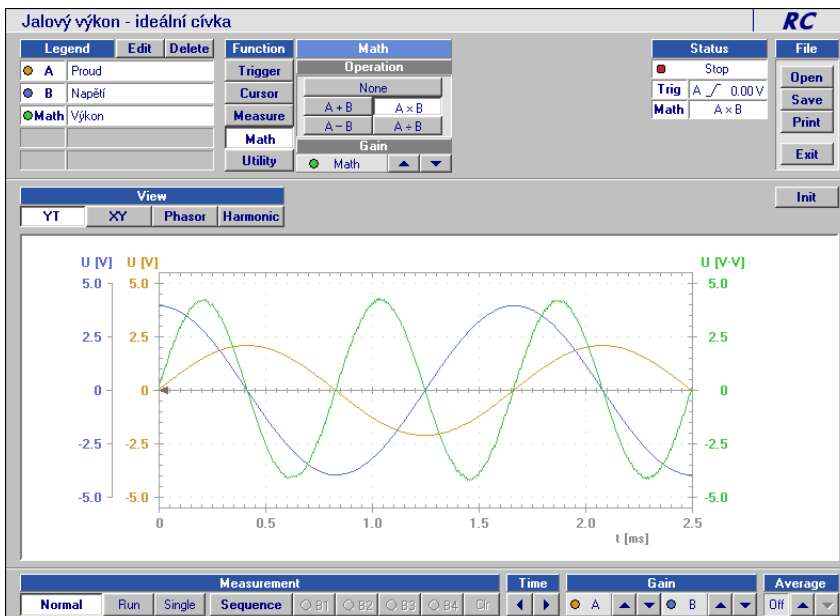 Jalový výkon - ideální cívka RC
Legend Edit Delete
A Proud
B Napětí
Math Výkon
Function
Trigger
Cursor
Measure
Math
Utility
Math
Operation
None
A + B A × B
A − B A ÷ B
Gain
Math
Status
Stop
Trig A 0.00 V
Math A × B
File
Open
Save
Print
Exit
Init
View
YT XY Phasor Harmonic
U [V] U [V] U [V·V]
5.0 5.0 5.0
2.5 2.5 2.5
0 0 0
-2.5 -2.5 -2.5
-5.0 -5.0 -5.0
0 0.5 1.0 1.5 2.0 2.5
t [ms]
Measurement Time Gain Average
Normal Run Single Sequence B1 B2 B3 B4 Clr A B Off